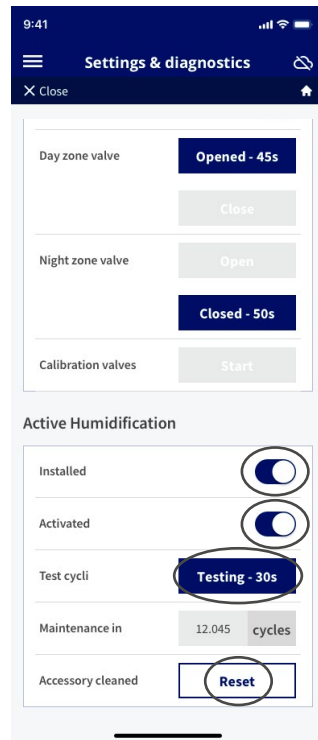 9:41
Settings & diagnostics
Close
Day zone valve
Opened - 45s
Close
Night zone valve
Open
Closed - 50s
Calibration valves
Start
Active Humidification
Installed
Activated
Test cycli
Testing - 30s
Maintenance in
12.045 cycles
Accessory cleaned
Reset